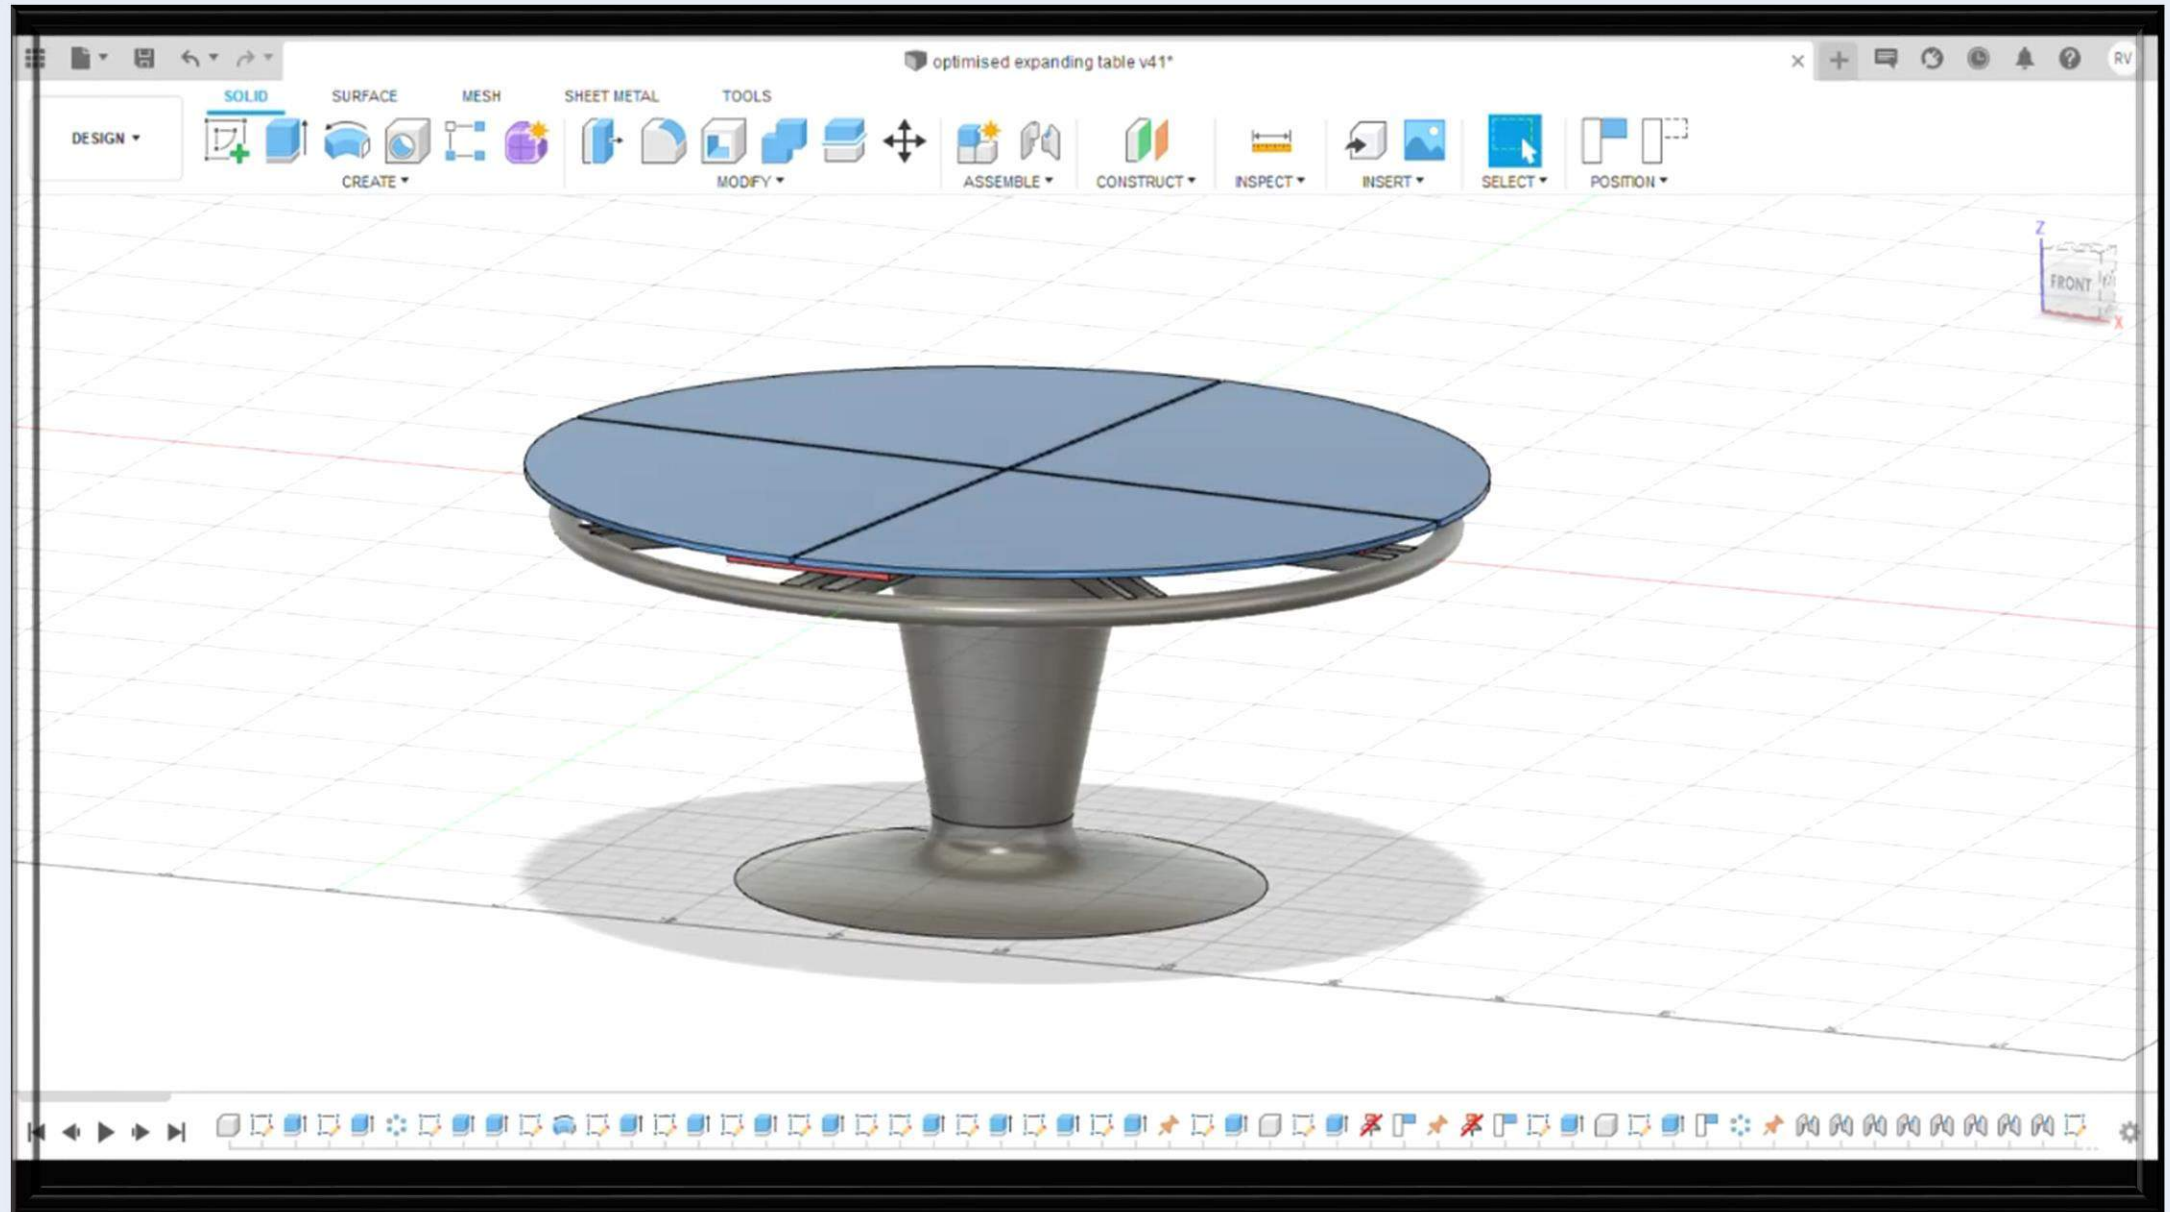 optimised expanding table v41*
RV
SOLID SURFACE MESH SHEET METAL TOOLS
DESIGN
CREATE MODIFY ASSEMBLE CONSTRUCT INSPECT INSERT SELECT POSITION
Z
FRONT
X